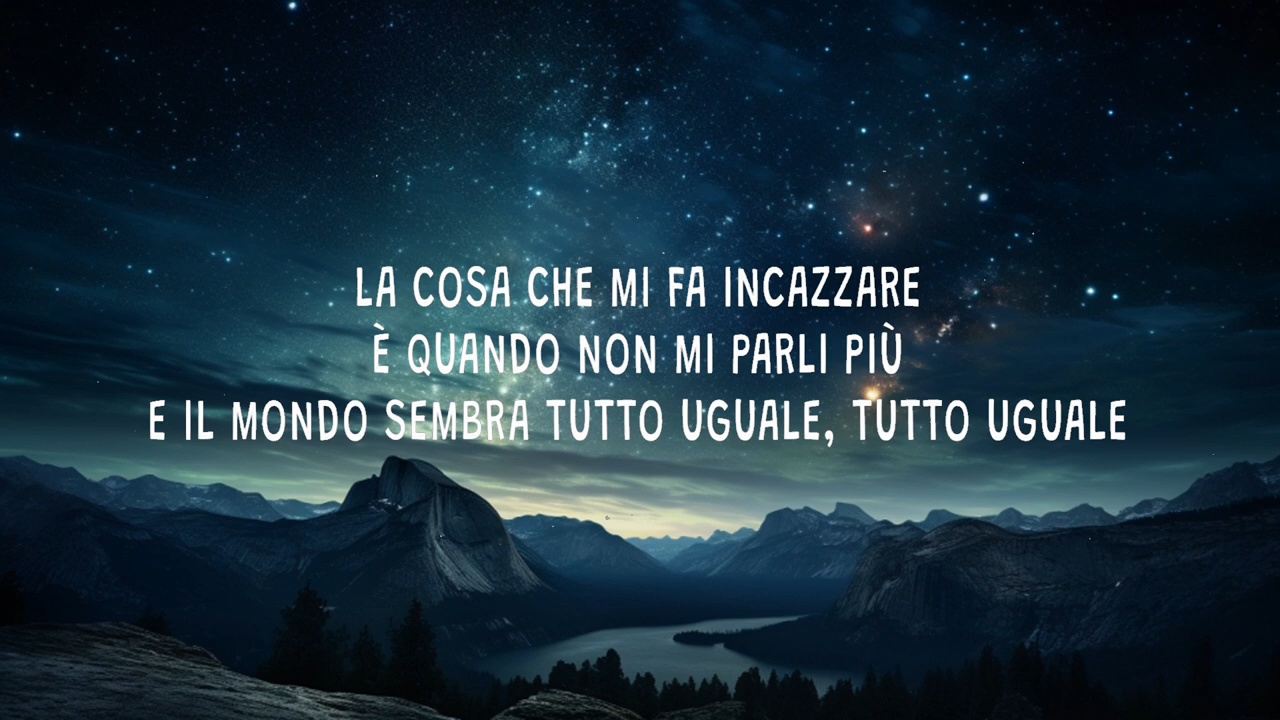 LA COSA CHE MI FA INCAZZARE
È QUANDO NON MI PARLI PIÙ
E IL MONDO SEMBRA TUTTO UGUALE, TUTTO UGUALE